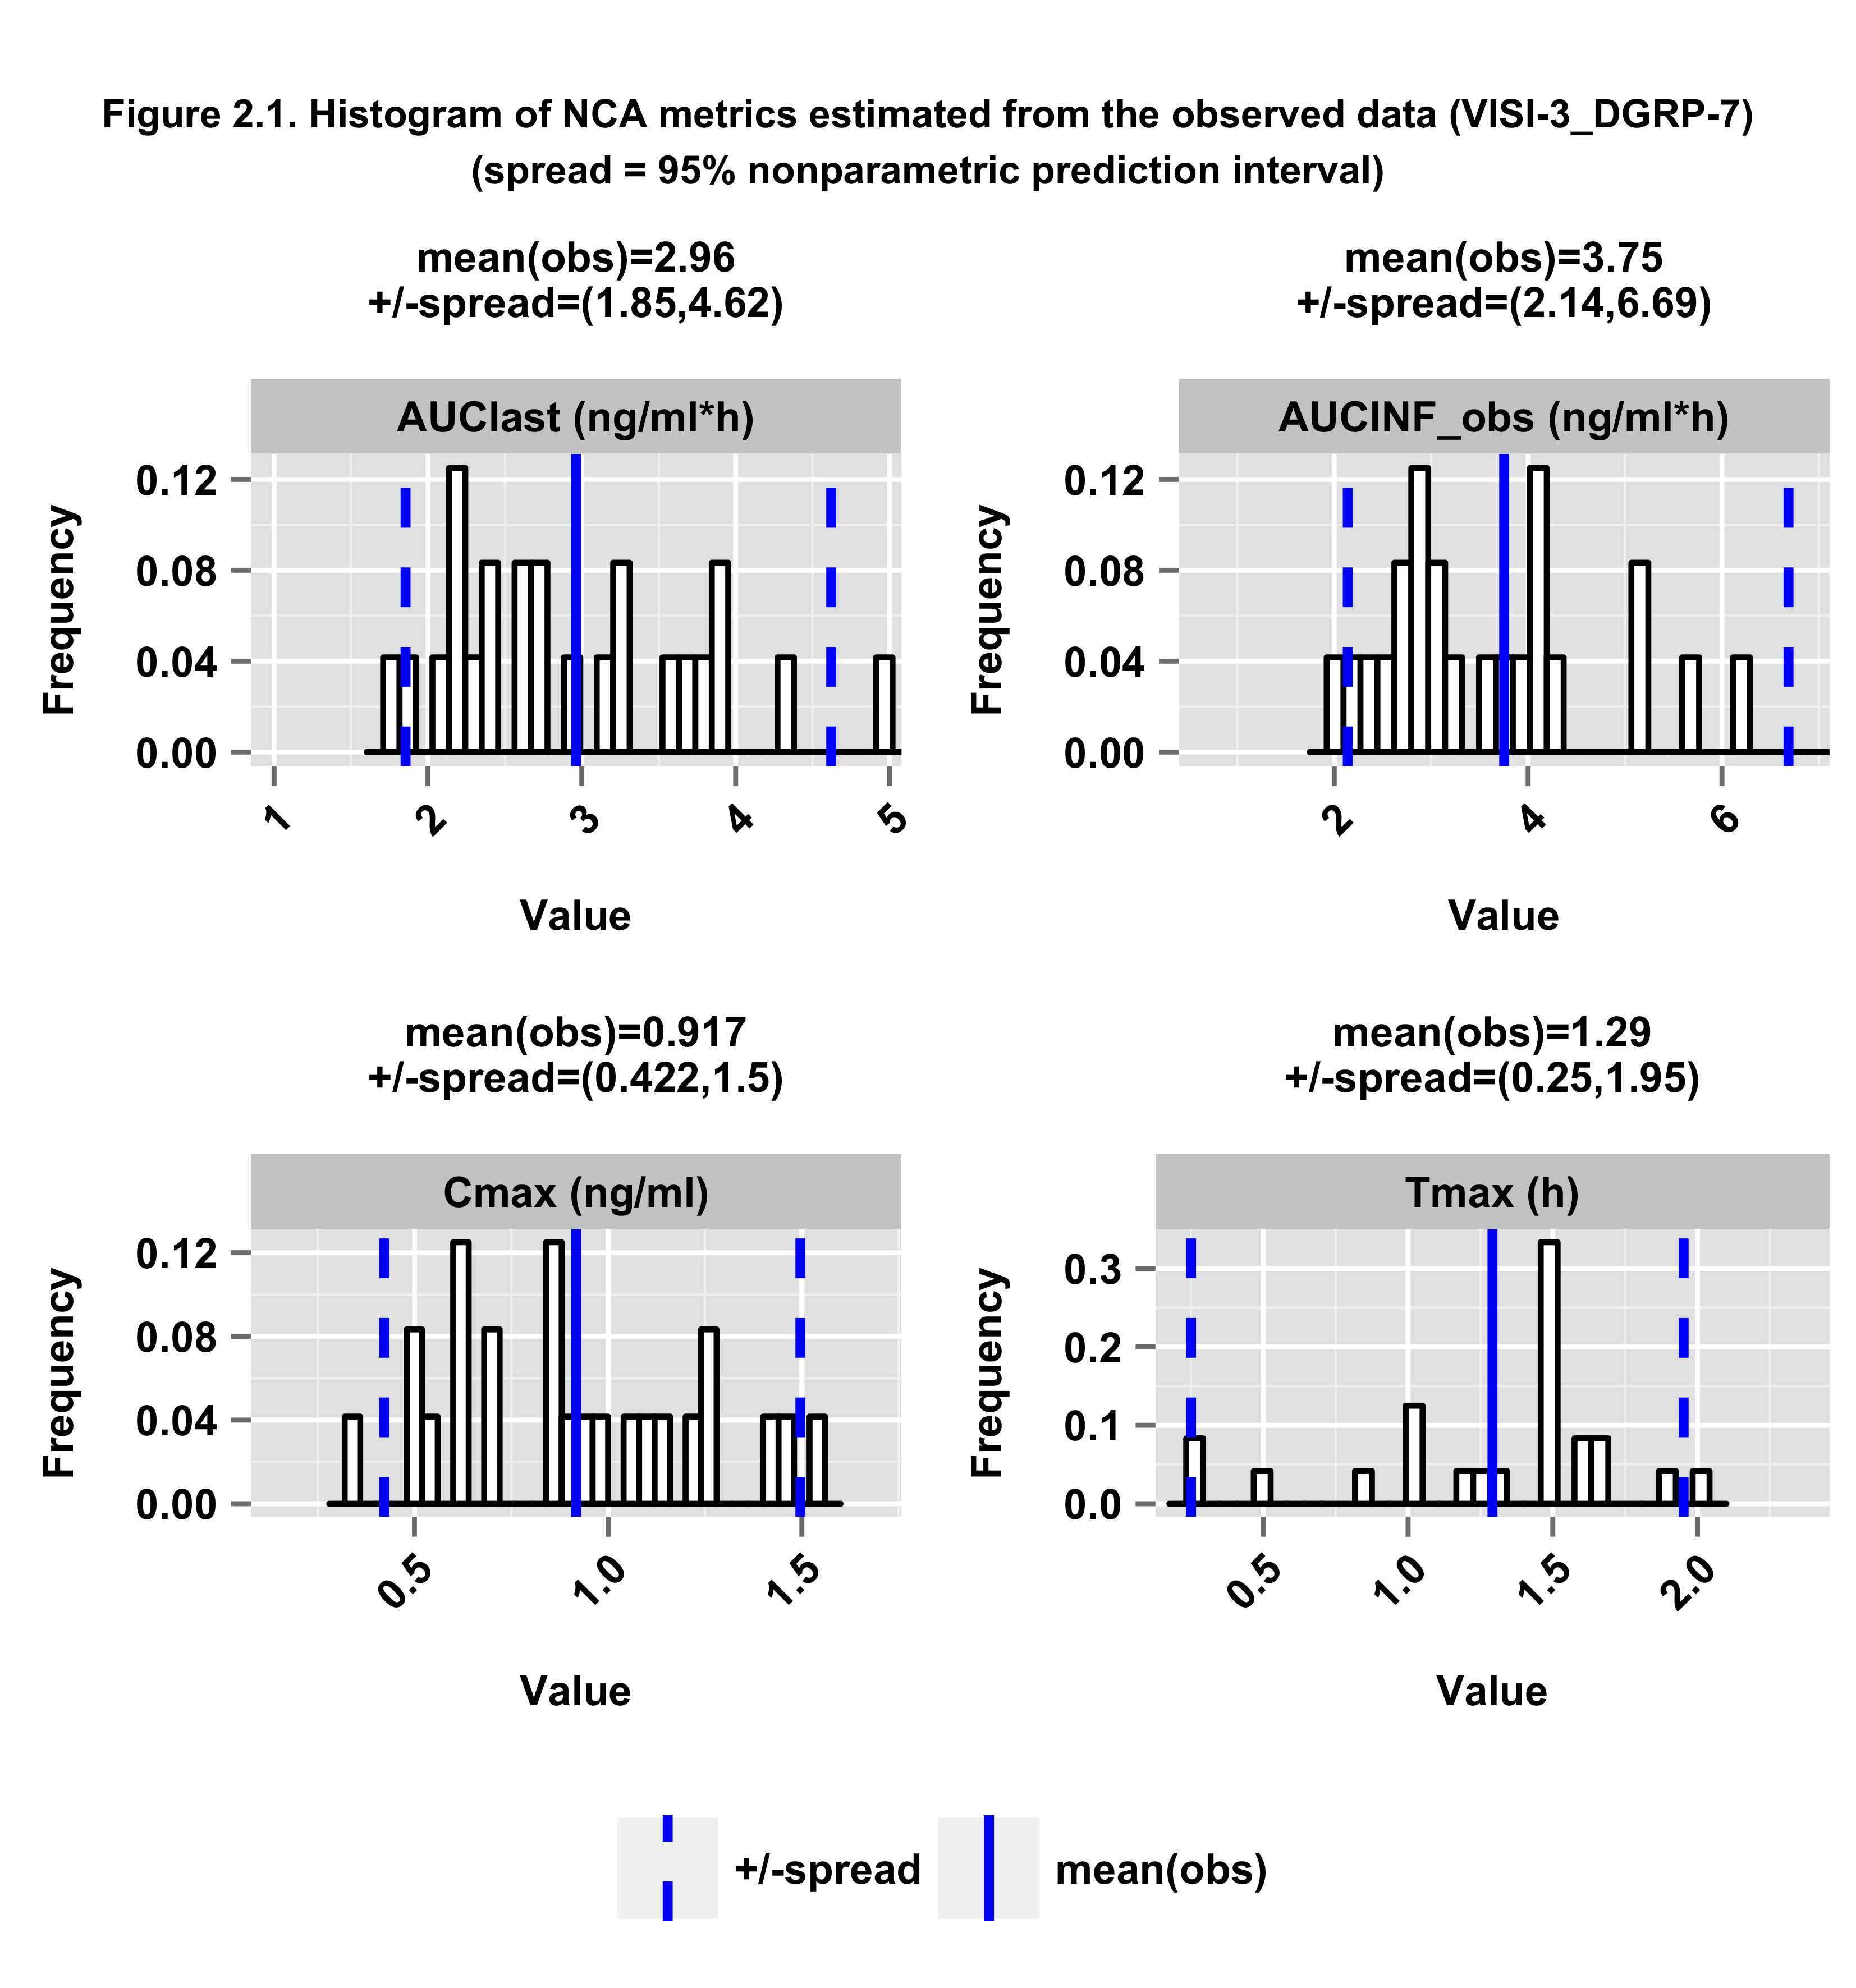 Figure 2.1. Histogram of NCA metrics estimated from the observed data (VISI-3_DGRP-7)
(spread = 95% nonparametric prediction interval)
mean(obs)=2.96
+/-spread=(1.85,4.62)
AUClast (ng/ml*h)
Frequency
0.12
0.08
0.04
0.00
1 2 3 4 5
Value
mean(obs)=3.75
+/-spread=(2.14,6.69)
AUCINF_obs (ng/ml*h)
Frequency
0.12
0.08
0.04
0.00
2 4 6
Value
mean(obs)=0.917
+/-spread=(0.422,1.5)
Cmax (ng/ml)
Frequency
0.12
0.08
0.04
0.00
0.5 1.0 1.5
Value
mean(obs)=1.29
+/-spread=(0.25,1.95)
Tmax (h)
Frequency
0.3
0.2
0.1
0.0
0.5 1.0 1.5 2.0
Value
+/-spread mean(obs)